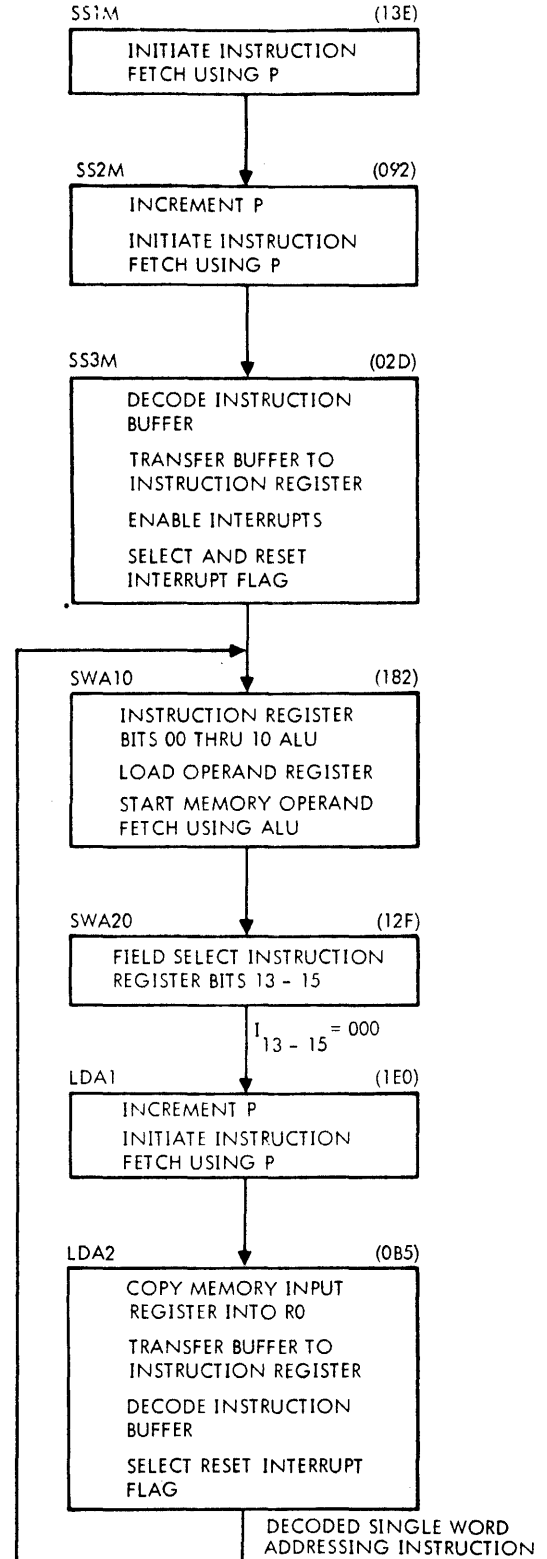 SS1M (13E)
INITIATE INSTRUCTION
FETCH USING P
SS2M (092)
INCREMENT P
INITIATE INSTRUCTION
FETCH USING P
SS3M (02D)
DECODE INSTRUCTION
BUFFER
TRANSFER BUFFER TO
INSTRUCTION REGISTER
ENABLE INTERRUPTS
SELECT AND RESET
INTERRUPT FLAG
SWA10 (182)
INSTRUCTION REGISTER
BITS 00 THRU 10 ALU
LOAD OPERAND REGISTER
START MEMORY OPERAND
FETCH USING ALU
SWA20 (12F)
FIELD SELECT INSTRUCTION
REGISTER BITS 13 - 15
I13 - 15 = 000
LDA1 (1E0)
INCREMENT P
INITIATE INSTRUCTION
FETCH USING P
LDA2 (0B5)
COPY MEMORY INPUT
REGISTER INTO R0
TRANSFER BUFFER TO
INSTRUCTION REGISTER
DECODE INSTRUCTION
BUFFER
SELECT RESET INTERRUPT
FLAG
DECODED SINGLE WORD
ADDRESSING INSTRUCTION